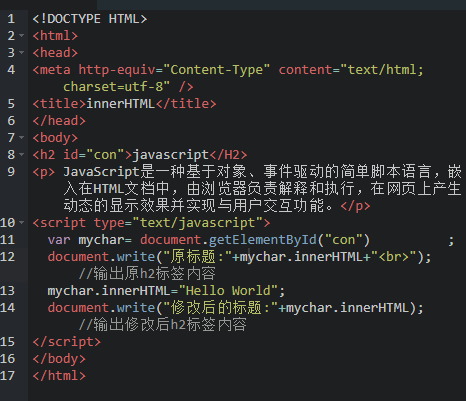 1 <!DOCTYPE HTML>
2 <html>
3 <head>
4 <meta http-equiv="Content-Type" content="text/html;
charset=utf-8" />
5 <title>innerHTML</title>
6 </head>
7 <body>
8 <h2 id="con">javascript</H2>
9 <p> JavaScript是一种基于对象、事件驱动的简单脚本语言，嵌
入在HTML文档中，由浏览器负责解释和执行，在网页上产生
动态的显示效果并实现与用户交互功能。</p>
10 <script type="text/javascript">
11 var mychar= document.getElementById("con") ;
12 document.write("原标题:"+mychar.innerHTML+"<br>");
//输出原h2标签内容
13 mychar.innerHTML="Hello World";
14 document.write("修改后的标题:"+mychar.innerHTML);
//输出修改后h2标签内容
15 </script>
16 </body>
17 </html>